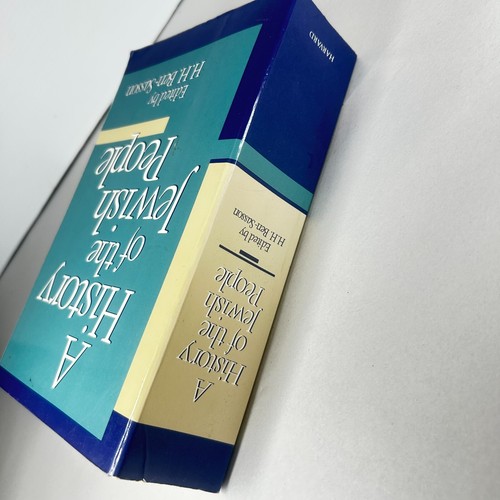 A
History
of the
Jewish
People
Edited by
H.H. Ben-Sasson
A
History
of the
Jewish
People
Edited by
H.H. Ben-Sasson
HARVARD